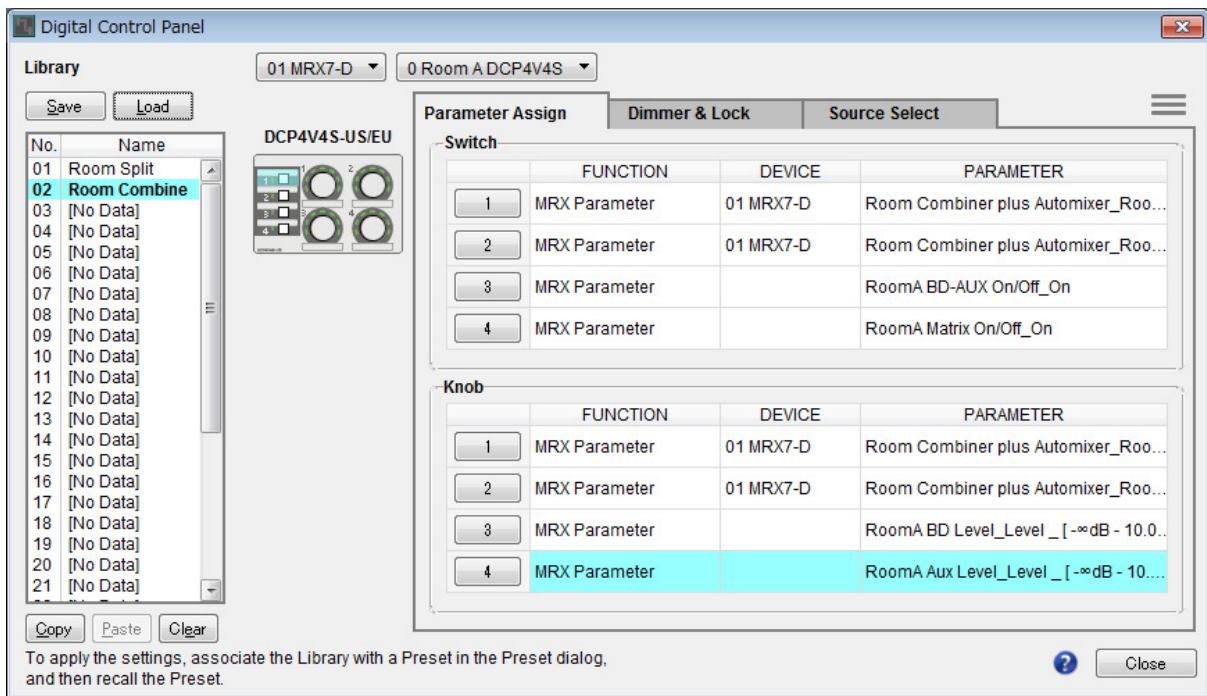 Digital Control Panel
Library
01 MRX7-D
0 Room A DCP4V4S
Save
Load
No. Name
01 Room Split
02 Room Combine
03 [No Data]
04 [No Data]
05 [No Data]
06 [No Data]
07 [No Data]
08 [No Data]
09 [No Data]
10 [No Data]
11 [No Data]
12 [No Data]
13 [No Data]
14 [No Data]
15 [No Data]
16 [No Data]
17 [No Data]
18 [No Data]
19 [No Data]
20 [No Data]
21 [No Data]
Copy
Paste
Clear
DCP4V4S-US/EU
1 2
1
2
3
4
3 4
Parameter Assign
Dimmer & Lock
Source Select
Switch
FUNCTION DEVICE PARAMETER
1 MRX Parameter 01 MRX7-D Room Combiner plus Automixer_Roo...
2 MRX Parameter 01 MRX7-D Room Combiner plus Automixer_Roo...
3 MRX Parameter RoomA BD-AUX On/Off_On
4 MRX Parameter RoomA Matrix On/Off_On
Knob
FUNCTION DEVICE PARAMETER
1 MRX Parameter 01 MRX7-D Room Combiner plus Automixer_Roo...
2 MRX Parameter 01 MRX7-D Room Combiner plus Automixer_Roo...
3 MRX Parameter RoomA BD Level_Level _ [ -∞dB - 10.0..
4 MRX Parameter RoomA Aux Level_Level _ [ -∞dB - 10....
To apply the settings, associate the Library with a Preset in the Preset dialog,
and then recall the Preset.
?
Close